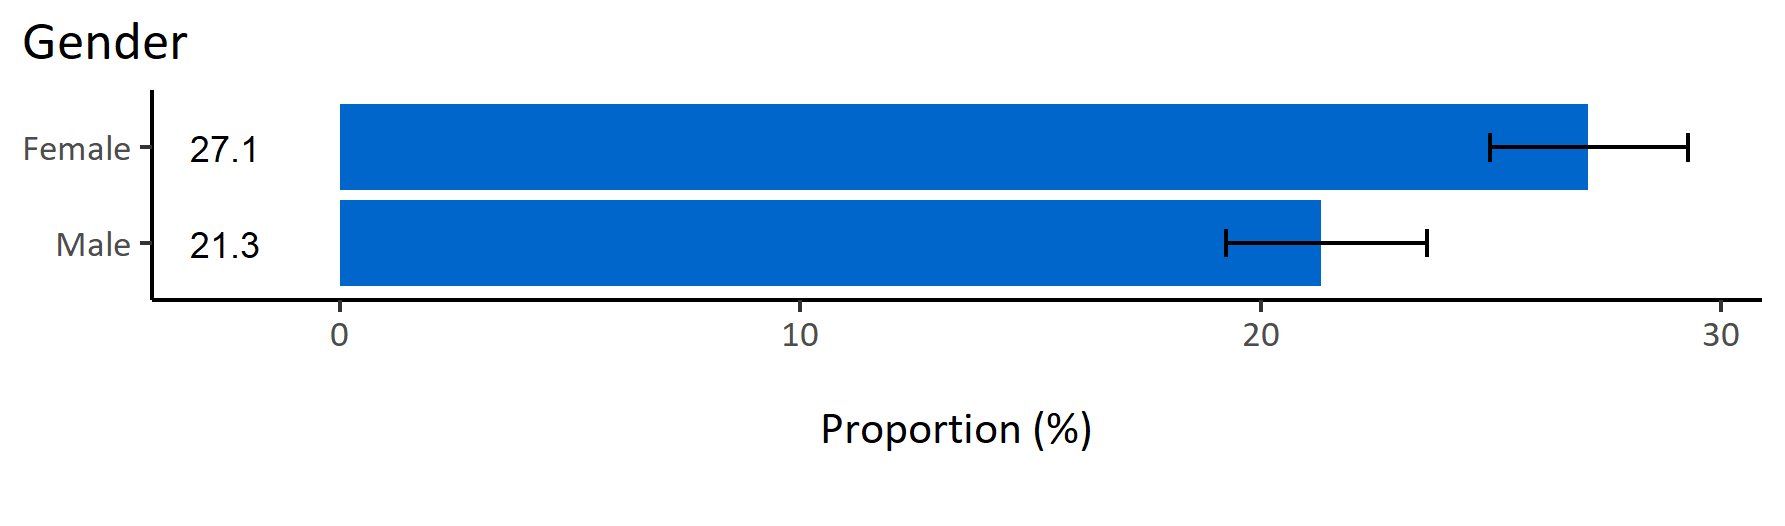 Gender
Female 27.1
Male 21.3
0 10 20 30
Proportion (%)